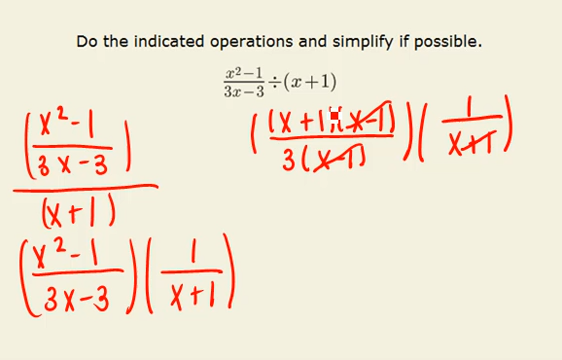 Do the indicated operations and simplify if possible.
x²−1
3x−3 ÷(x+1)
(x²-1
3x-3)
(x+1)
(x²-1
3x-3)(1
x+1)
((x+1)(x-1)
3(x-1))(1
x+1)